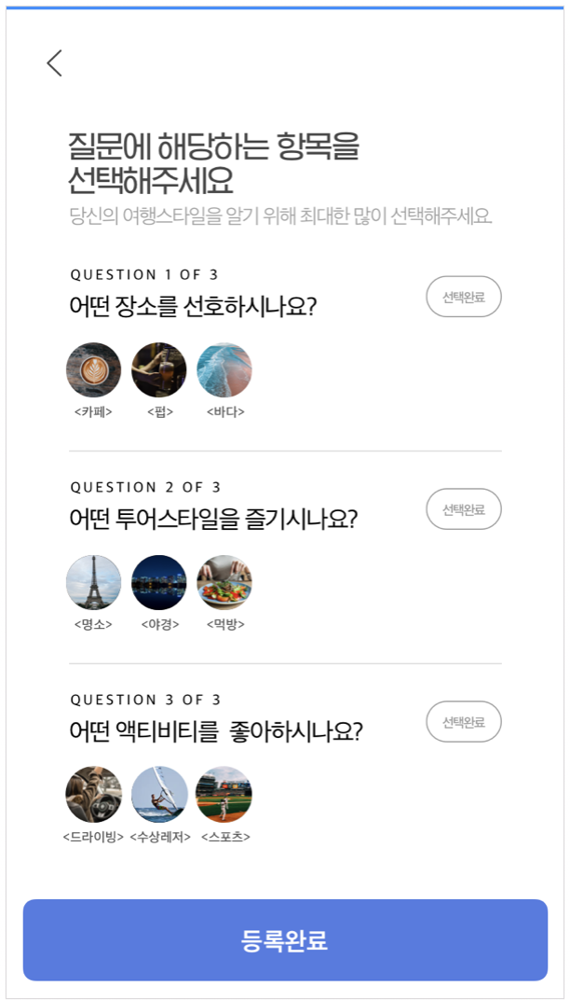 질문에 해당하는 항목을
선택해주세요
당신의 여행스타일을 알기 위해 최대한 많이 선택해주세요.
QUESTION 1 OF 3
어떤 장소를 선호하시나요?
선택완료
<카페> <펍> <바다>
QUESTION 2 OF 3
어떤 투어스타일을 즐기시나요?
선택완료
<명소> <야경> <먹방>
QUESTION 3 OF 3
어떤 액티비티를 좋아하시나요?
선택완료
<드라이빙> <수상레저> <스포츠>
등록완료